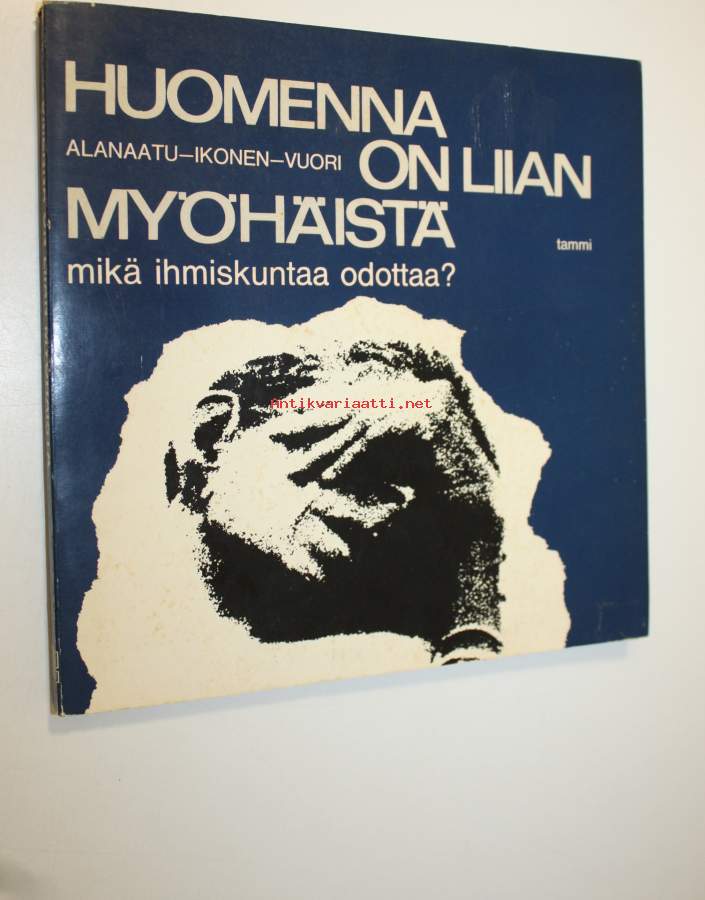 HUOMENNA
ALANAATU–IKONEN–VUORI ON LIIAN
MYÖHÄISTÄ
tammi
mikä ihmiskuntaa odottaa?
Antikvariaatti.net